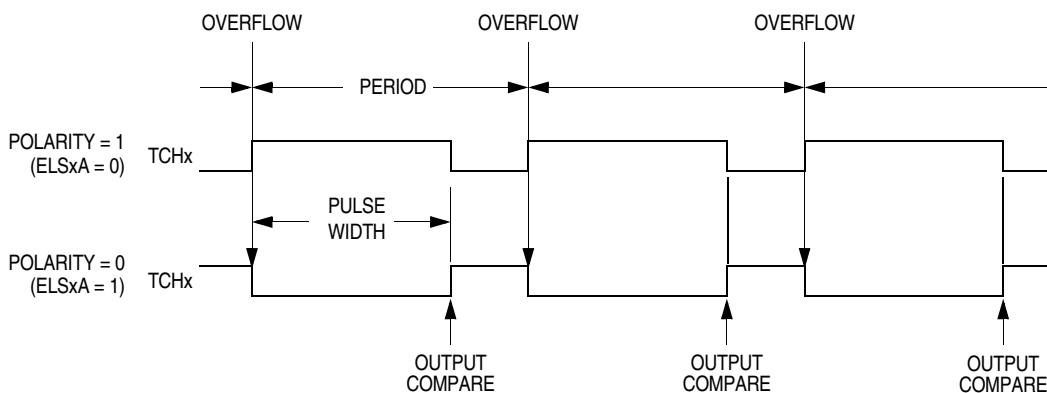 OVERFLOW OVERFLOW OVERFLOW
PERIOD
POLARITY = 1
(ELSxA = 0)
TCHx
PULSE
WIDTH
POLARITY = 0
(ELSxA = 1)
TCHx
OUTPUT
COMPARE
OUTPUT
COMPARE
OUTPUT
COMPARE